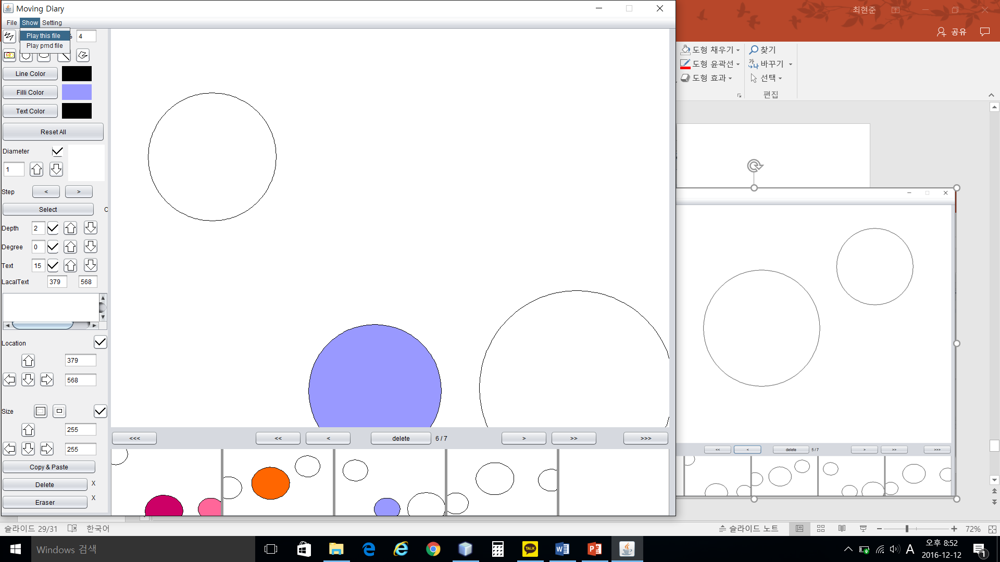 Moving Diary
최현준
File Show Setting
Play this file
Play pmd file
4
공유
도형 채우기
찾기
도형 윤곽선
바꾸기
도형 효과
선택
편집
Line Color
Filli Color
Text Color
Reset All
Diameter
1
Step < >
Select
Depth 2
Degree 0
Text 15
LacalText 379 568
Location
379
568
Size
255
255
Copy & Paste
Delete X
Eraser X
<<< << < delete 6 / 7 > >> >>>
<< < delete 5 / 7 > >> >>>
슬라이드 29/31 한국어
슬라이드 노트
72%
Windows 검색
TALK
A
오후 8:52
2016-12-12
1